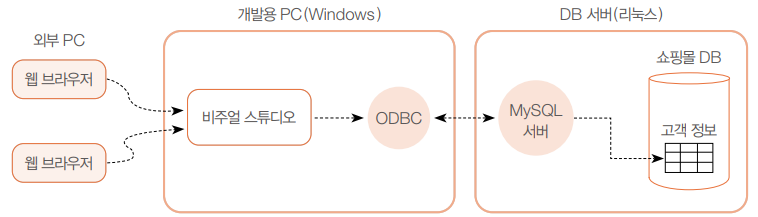 외부 PC
웹 브라우저
웹 브라우저
개발용 PC(Windows)
비주얼 스튜디오
ODBC
DB 서버(리눅스)
MySQL
서버
쇼핑몰 DB
고객 정보